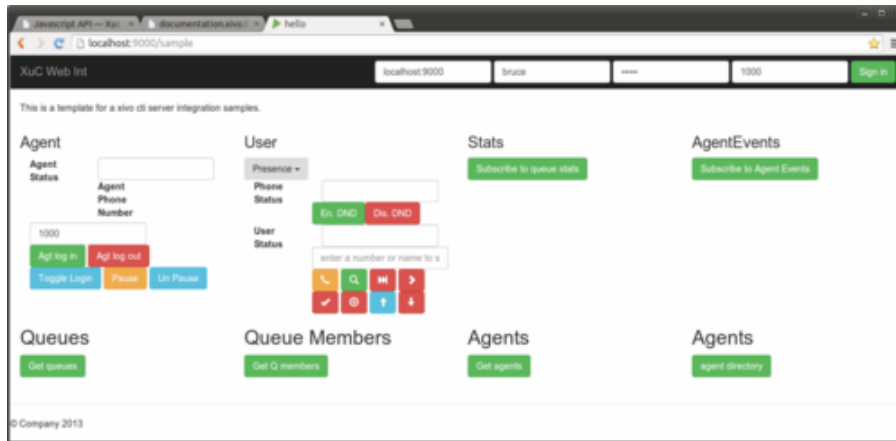 Javascript API — Xuc
documentation.xivo.
hello
localhost:9000/sample
XuC Web Int
localhost:9000
bruce
1000
Sign in
This is a template for a xivo cti server integration samples.
Agent
User
Stats
AgentEvents
Agent
Status
Presence
Subscribe to queue stats
Subscribe to Agent Events
Agent
Phone
Number
Phone
Status
1000
En. DND
Dis. DND
Agt log in
Agt log out
User
Status
Toggle Login
Pause
Un Pause
enter a number or name to s
Queues
Queue Members
Agents
Agents
Get queues
Get Q members
Get agents
agent directory
© Company 2013